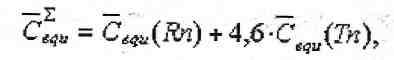 C̅^Σ_equ = C̅_equ(Rn) + 4,6·C̅_equ(Tn),